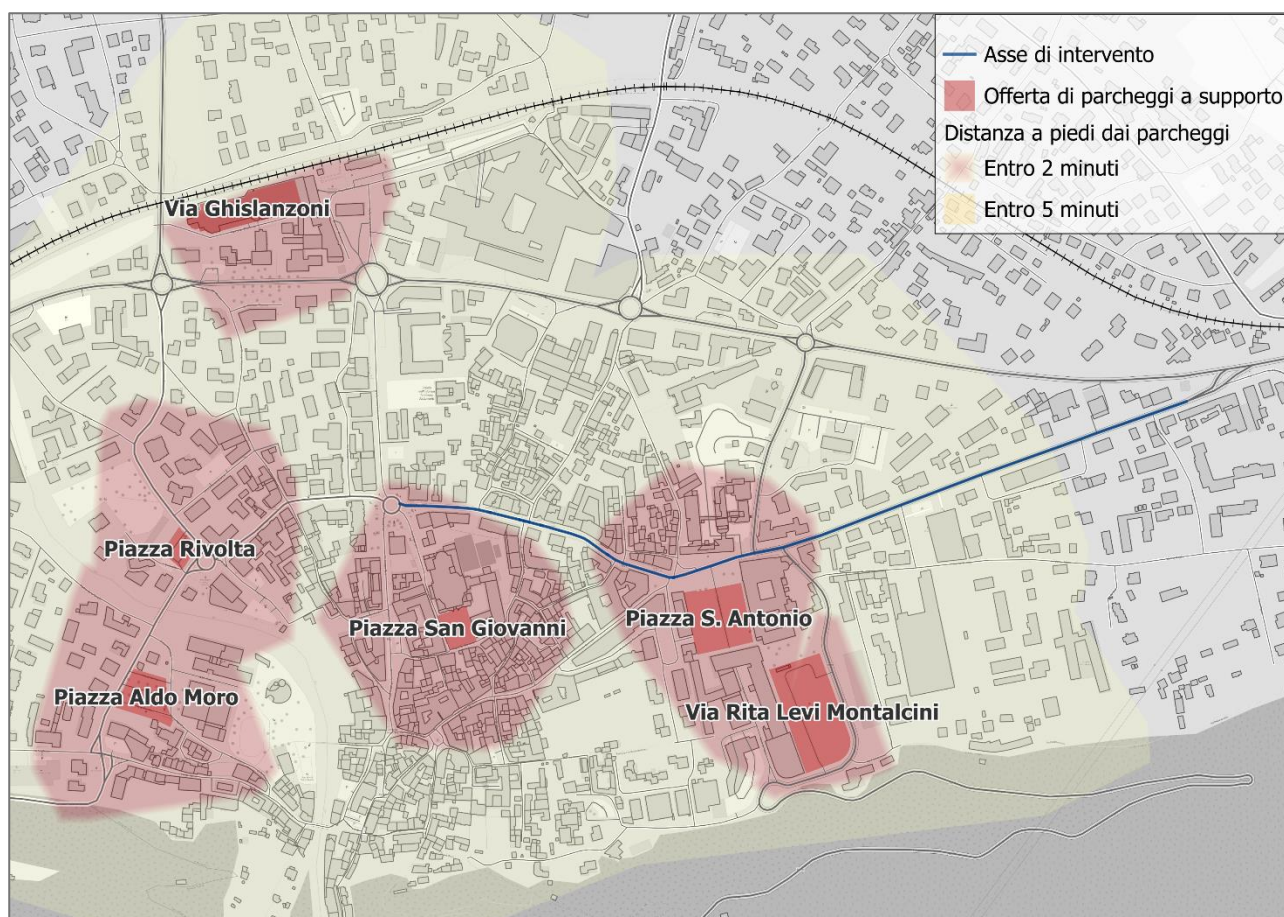 Asse di intervento
Offerta di parcheggi a supporto
Distanza a piedi dai parcheggi
Entro 2 minuti
Entro 5 minuti
Via Ghislanzoni
Piazza Rivolta
Piazza San Giovanni
Piazza S. Antonio
Piazza Aldo Moro
Via Rita Levi Montalcini